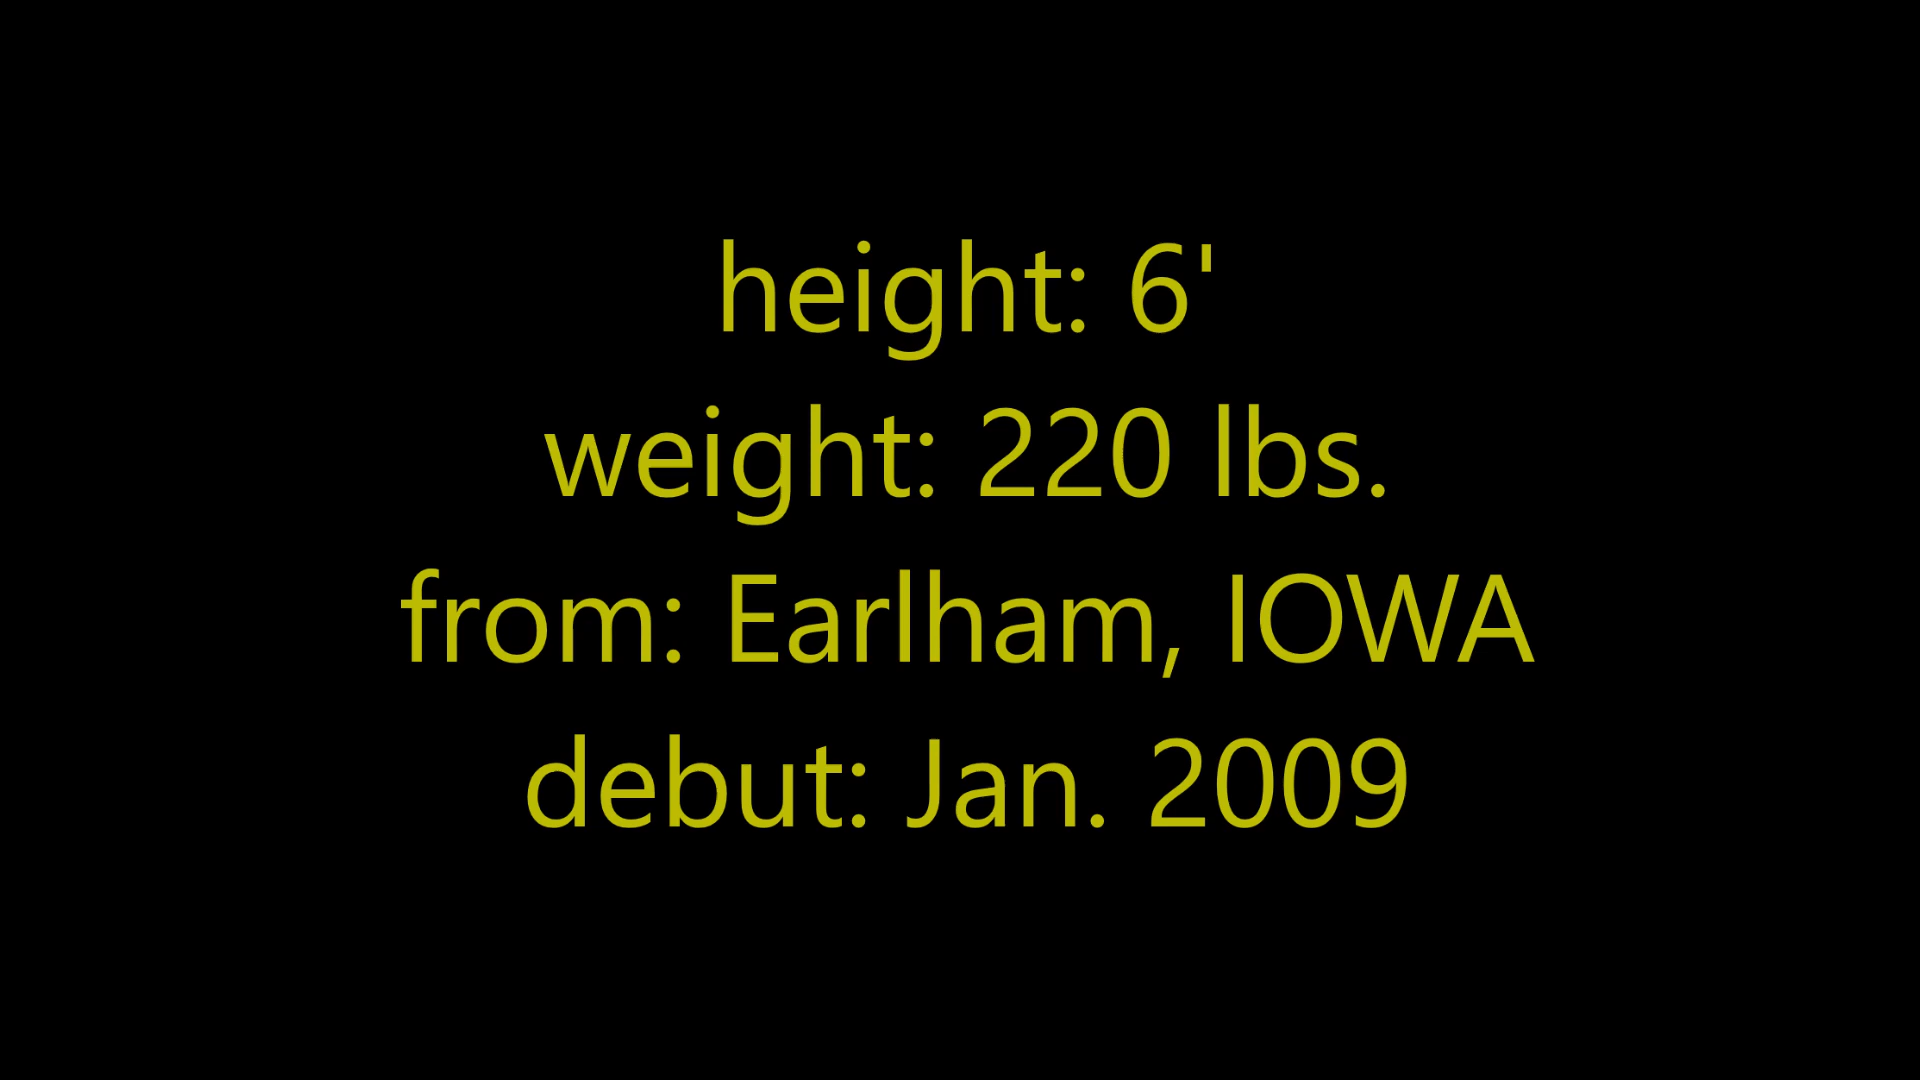 height: 6'
weight: 220 lbs.
from: Earlham, IOWA
debut: Jan. 2009